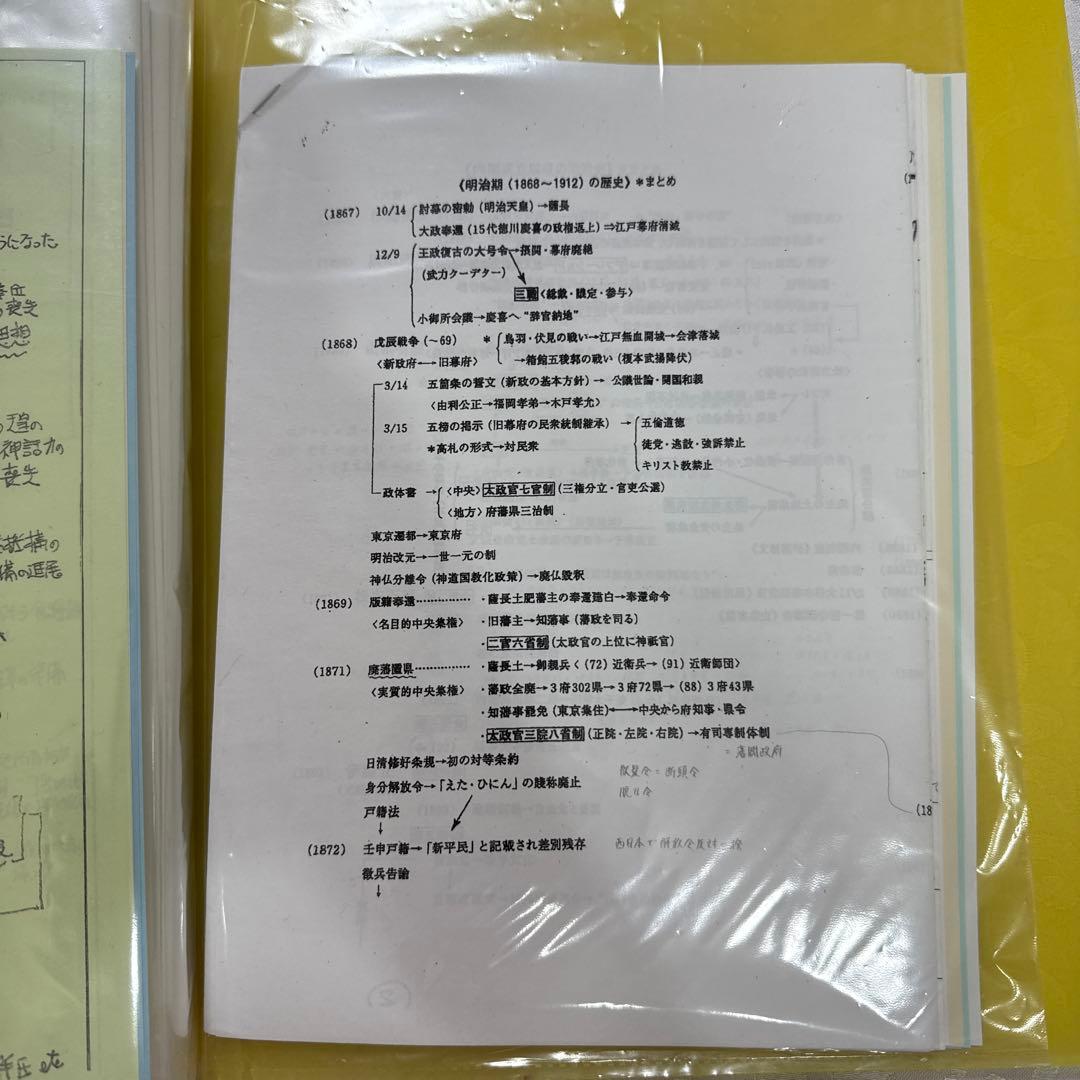 《明治期（1868〜1912）の歴史》＊まとめ
（1867） 10/14 討幕の密勅（明治天皇）→薩長
大政奉還（15代徳川慶喜の政権返上）⇒江戸幕府消滅
12/9 王政復古の大号令→摂関・幕府廃絶
（武力クーデター）
三職〈総裁・議定・参与〉
小御所会議→慶喜へ"辞官納地"
（1868） 戊辰戦争（〜69） ＊ 鳥羽・伏見の戦い→江戸無血開城→会津落城
〈新政府←→旧幕府〉 →箱館五稜郭の戦い（榎本武揚降伏）
3/14 五箇条の誓文（新政の基本方針）→ 公議世論・開国和親
〈由利公正→福岡孝弟→木戸孝允〉
3/15 五榜の掲示（旧幕府の民衆統制継承） → 五倫道徳
＊高札の形式→対民衆 徒党・逃散・強訴禁止
キリスト教禁止
政体書 → 〈中央〉太政官七官制（三権分立・官吏公選）
〈地方〉府藩県三治制
東京遷都→東京府
明治改元→一世一元の制
神仏分離令（神道国教化政策）→廃仏毀釈
（1869） 版籍奉還…………… ・薩長土肥藩主の奉還建白→奉還命令
〈名目的中央集権〉 ・旧藩主→知藩事（藩政を司る）
・二官六省制（太政官の上位に神祇官）
（1871） 廃藩置県…………… ・薩長土→御親兵〈（72）近衛兵→（91）近衛師団〉
〈実質的中央集権〉 ・藩政全廃→３府302県→３府72県→（88）３府43県
・知藩事罷免（東京集住）←→中央から府知事・県令
・太政官三院八省制（正院・左院・右院）→有司専制体制
＝藩閥政府
日清修好条規→初の対等条約
散髪令＝断頭令
身分解放令→「えた・ひにん」の賤称廃止
脱刀令
戸籍法
↓
（18
（1872） 壬申戸籍→「新平民」と記載され差別残存 西日本で解放令反対一揆
徴兵告諭
↓
②
うになった
喪失
思想
の
神話力の
喪失
の
の進展
etc